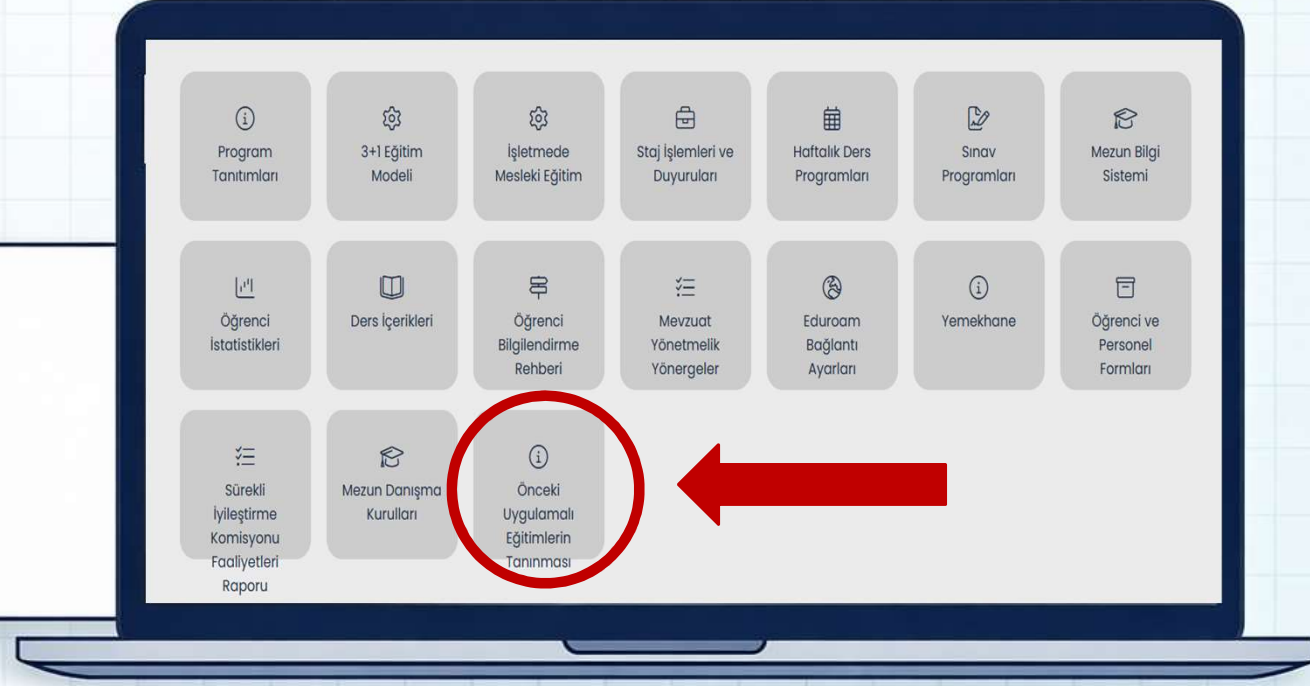 Program
Tanıtımları
3+1 Eğitim
Modeli
İşletmede
Mesleki Eğitim
Staj İşlemleri ve
Duyuruları
Haftalık Ders
Programları
Sınav
Programları
Mezun Bilgi
Sistemi
Öğrenci
İstatistikleri
Ders İçerikleri
Öğrenci
Bilgilendirme
Rehberi
Mevzuat
Yönetmelik
Yönergeler
Eduroam
Bağlantı
Ayarları
Yemekhane
Öğrenci ve
Personel
Formları
Sürekli
İyileştirme
Komisyonu
Faaliyetleri
Raporu
Mezun Danışma
Kurulları
Önceki
Uygulamalı
Eğitimlerin
Tanınması